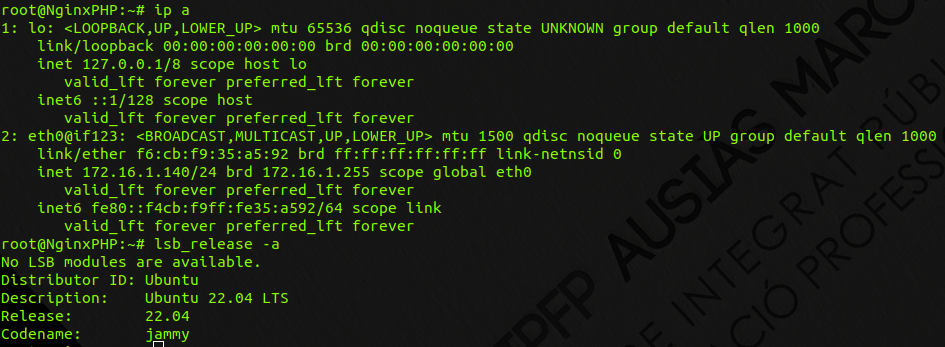 root@NginxPHP:~# ip a
1: lo: <LOOPBACK,UP,LOWER_UP> mtu 65536 qdisc noqueue state UNKNOWN group default qlen 1000
    link/loopback 00:00:00:00:00:00 brd 00:00:00:00:00:00
    inet 127.0.0.1/8 scope host lo
       valid_lft forever preferred_lft forever
    inet6 ::1/128 scope host
       valid_lft forever preferred_lft forever
2: eth0@if123: <BROADCAST,MULTICAST,UP,LOWER_UP> mtu 1500 qdisc noqueue state UP group default qlen 1000
    link/ether f6:cb:f9:35:a5:92 brd ff:ff:ff:ff:ff:ff link-netnsid 0
    inet 172.16.1.140/24 brd 172.16.1.255 scope global eth0
       valid_lft forever preferred_lft forever
    inet6 fe80::f4cb:f9ff:fe35:a592/64 scope link
       valid_lft forever preferred_lft forever
root@NginxPHP:~# lsb_release -a
No LSB modules are available.
Distributor ID: Ubuntu
Description:    Ubuntu 22.04 LTS
Release:        22.04
Codename:       jammy
AUSIAS
INTEGRAT